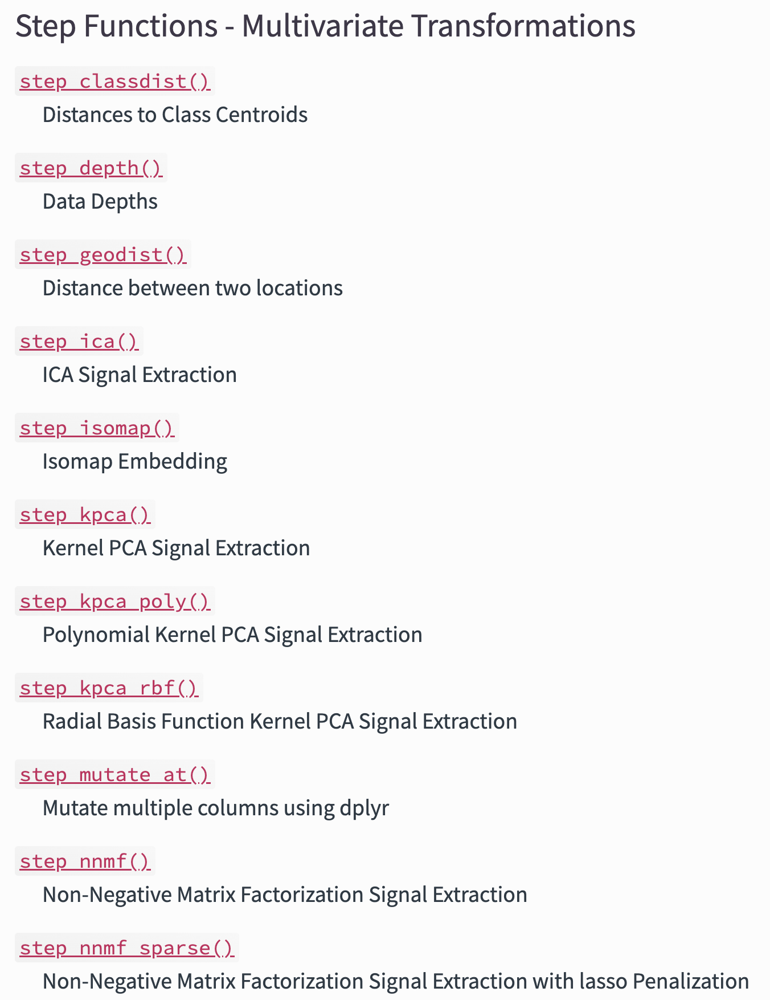 Step Functions - Multivariate Transformations
step_classdist()
Distances to Class Centroids
step_depth()
Data Depths
step_geodist()
Distance between two locations
step_ica()
ICA Signal Extraction
step_isomap()
Isomap Embedding
step_kpca()
Kernel PCA Signal Extraction
step_kpca_poly()
Polynomial Kernel PCA Signal Extraction
step_kpca_rbf()
Radial Basis Function Kernel PCA Signal Extraction
step_mutate_at()
Mutate multiple columns using dplyr
step_nnmf()
Non-Negative Matrix Factorization Signal Extraction
step_nnmf_sparse()
Non-Negative Matrix Factorization Signal Extraction with lasso Penalization